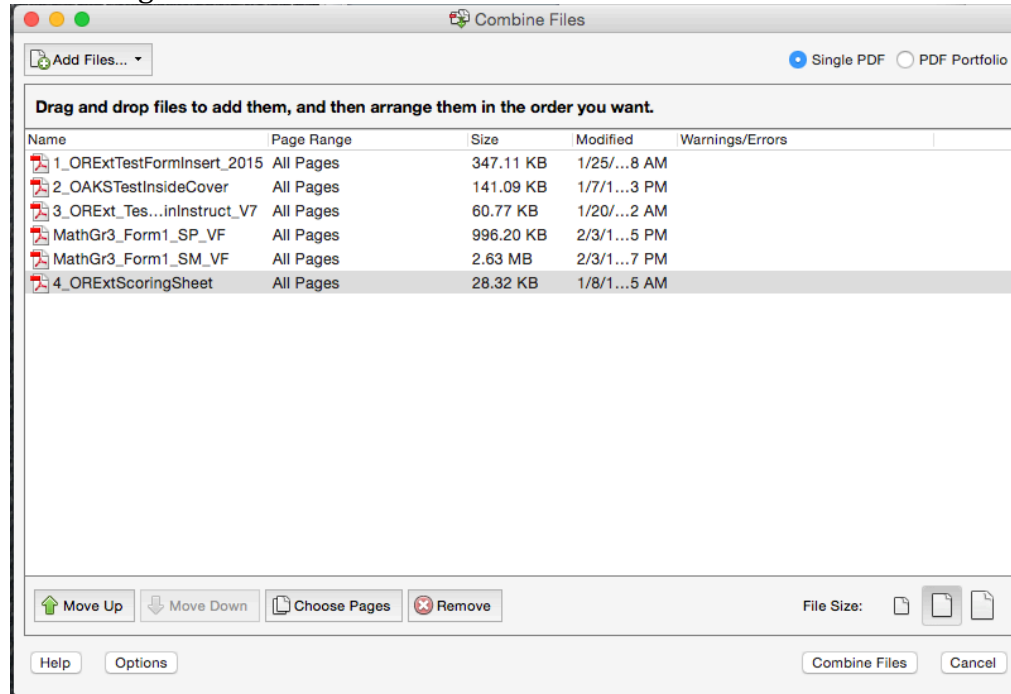 Combine Files
Add Files...
Single PDF PDF Portfolio
Drag and drop files to add them, and then arrange them in the order you want.
Name Page Range Size Modified Warnings/Errors
1_ORExtTestFormInsert_2015 All Pages 347.11 KB 1/25/...8 AM
2_OAKSTestInsideCover All Pages 141.09 KB 1/7/1...3 PM
3_ORExt_Tes...inInstruct_V7 All Pages 60.77 KB 1/20/...2 AM
MathGr3_Form1_SP_VF All Pages 996.20 KB 2/3/1...5 PM
MathGr3_Form1_SM_VF All Pages 2.63 MB 2/3/1...7 PM
4_ORExtScoringSheet All Pages 28.32 KB 1/8/1...5 AM
Move Up Move Down Choose Pages Remove File Size:
Help Options Combine Files Cancel